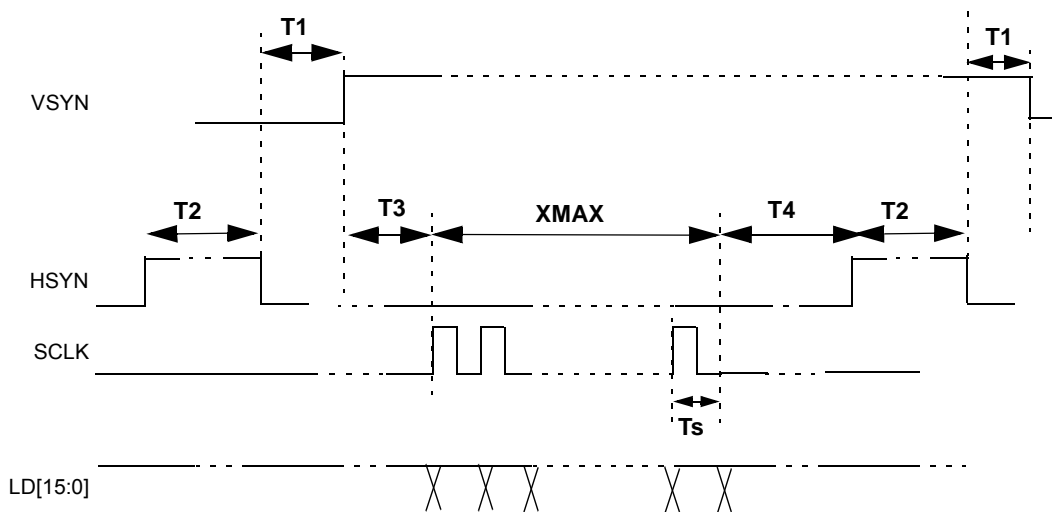 T1
T1
VSYN
T2
T3
XMAX
T4
T2
HSYN
SCLK
Ts
LD[15:0]